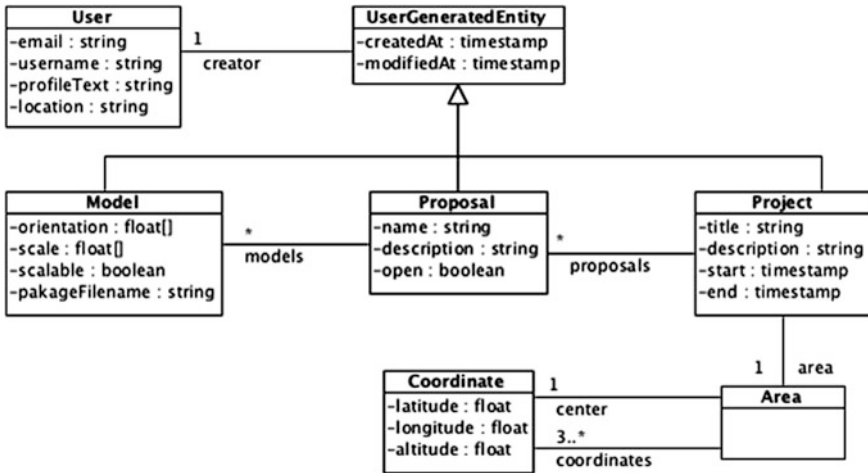 User
-email : string
-username : string
-profileText : string
-location : string
1
creator
UserGeneratedEntity
-createdAt : timestamp
-modifiedAt : timestamp
Model
-orientation : float[]
-scale : float[]
-scalable : boolean
-pakageFilename : string
*
models
Proposal
-name : string
-description : string
-open : boolean
*
proposals
Project
-title : string
-description : string
-start : timestamp
-end : timestamp
1 area
Coordinate
-latitude : float
-longitude : float
-altitude : float
1
center
3..*
coordinates
Area